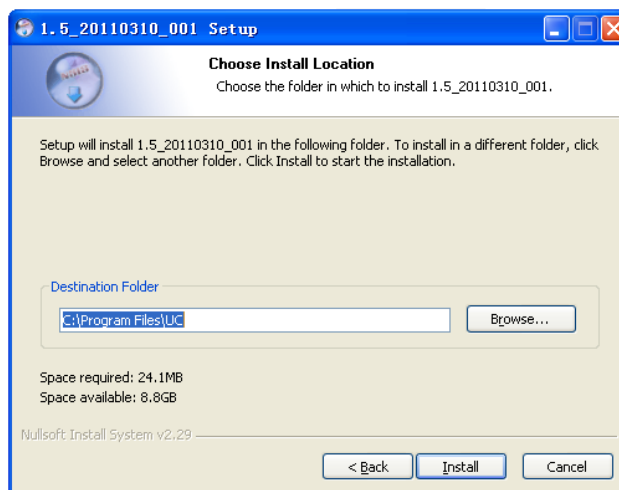 1.5_20110310_001 Setup
Choose Install Location
Choose the folder in which to install 1.5_20110310_001.
Setup will install 1.5_20110310_001 in the following folder. To install in a different folder, click
Browse and select another folder. Click Install to start the installation.
Destination Folder
C:\Program Files\UC
Browse...
Space required: 24.1MB
Space available: 8.8GB
Nullsoft Install System v2.29
< Back
Install
Cancel